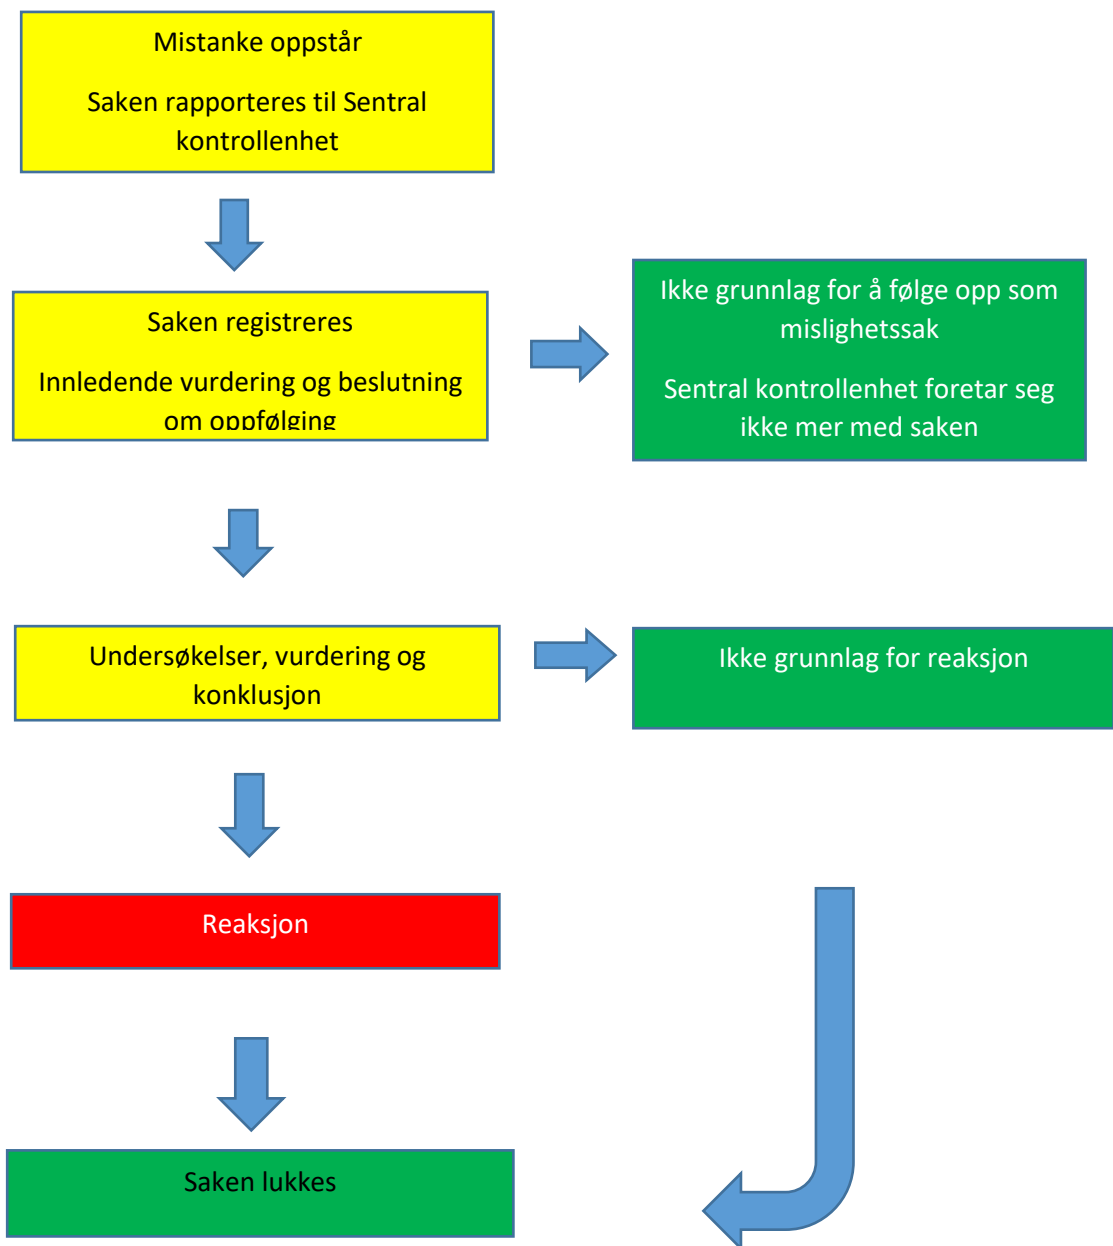 Mistanke oppstår
Saken rapporteres til Sentral
kontrollenhet
Saken registreres
Innledende vurdering og beslutning
om oppfølging
Ikke grunnlag for å følge opp som
mislighetssak
Sentral kontrollenhet foretar seg
ikke mer med saken
Undersøkelser, vurdering og
konklusjon
Ikke grunnlag for reaksjon
Reaksjon
Saken lukkes